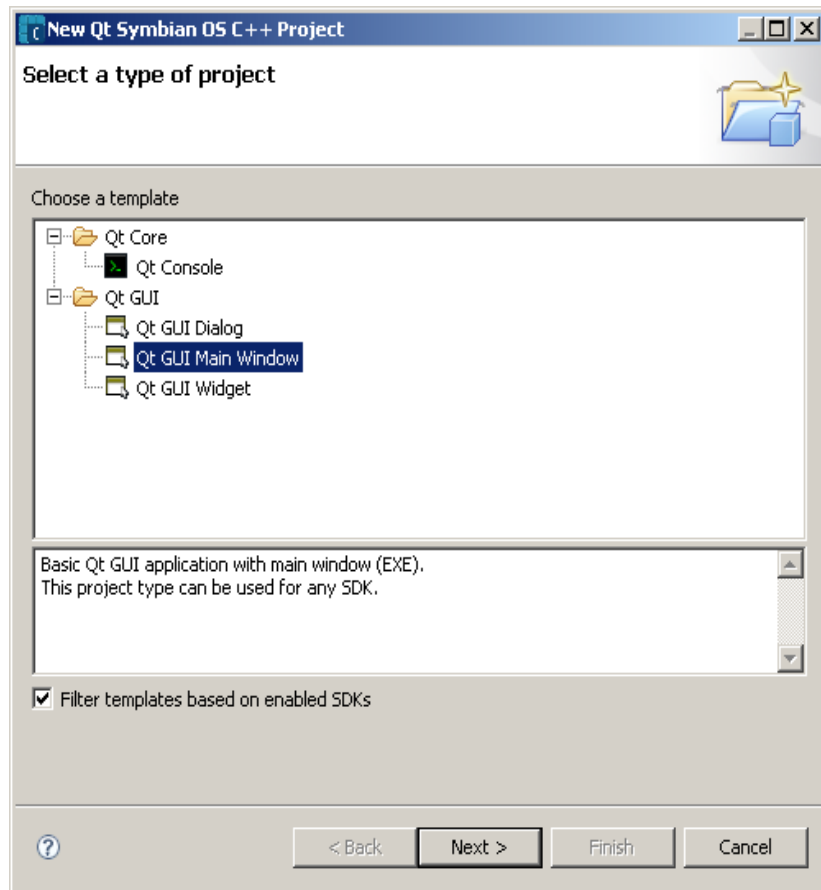 New Qt Symbian OS C++ Project
Select a type of project
Choose a template
Qt Core
Qt Console
Qt GUI
Qt GUI Dialog
Qt GUI Main Window
Qt GUI Widget
Basic Qt GUI application with main window (EXE).
This project type can be used for any SDK.
Filter templates based on enabled SDKs
< Back Next > Finish Cancel